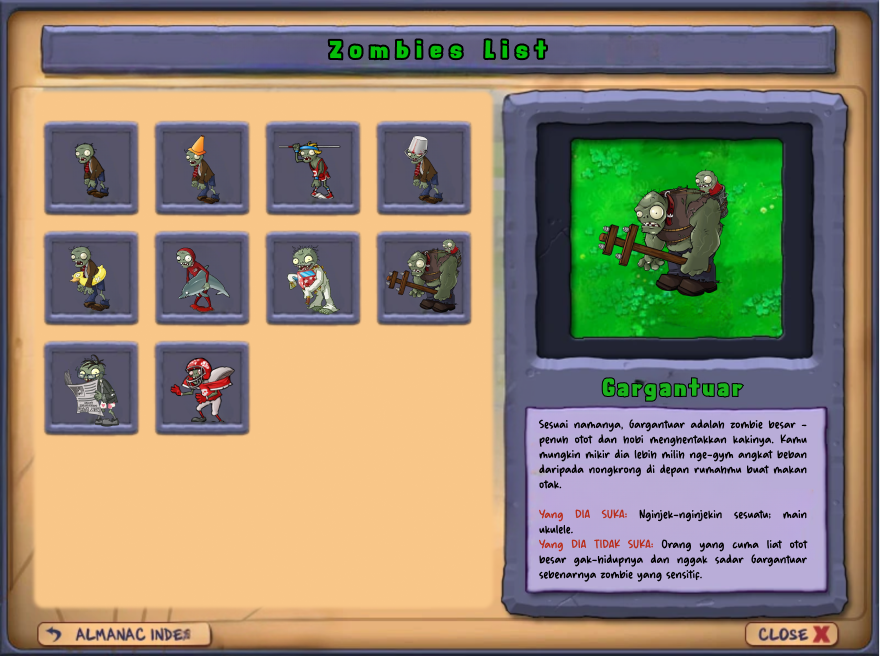 Zombies List
Gargantuar
Sesuai namanya, Gargantuar adalah zombie besar -
penuh otot dan hobi menghentakkan kakinya. Kamu
mungkin mikir dia lebih milih nge-gym angkat beban
daripada nongkrong di depan rumahmu buat makan
otak.
Yang DIA SUKA: Nginjek-nginjekin sesuatu; main
ukulele.
Yang DIA TIDAK SUKA: Orang yang cuma liat otot
besar gak-hidupnya dan nggak sadar Gargantuar
sebenarnya zombie yang sensitif.
ALMANAC INDEX
CLOSE X